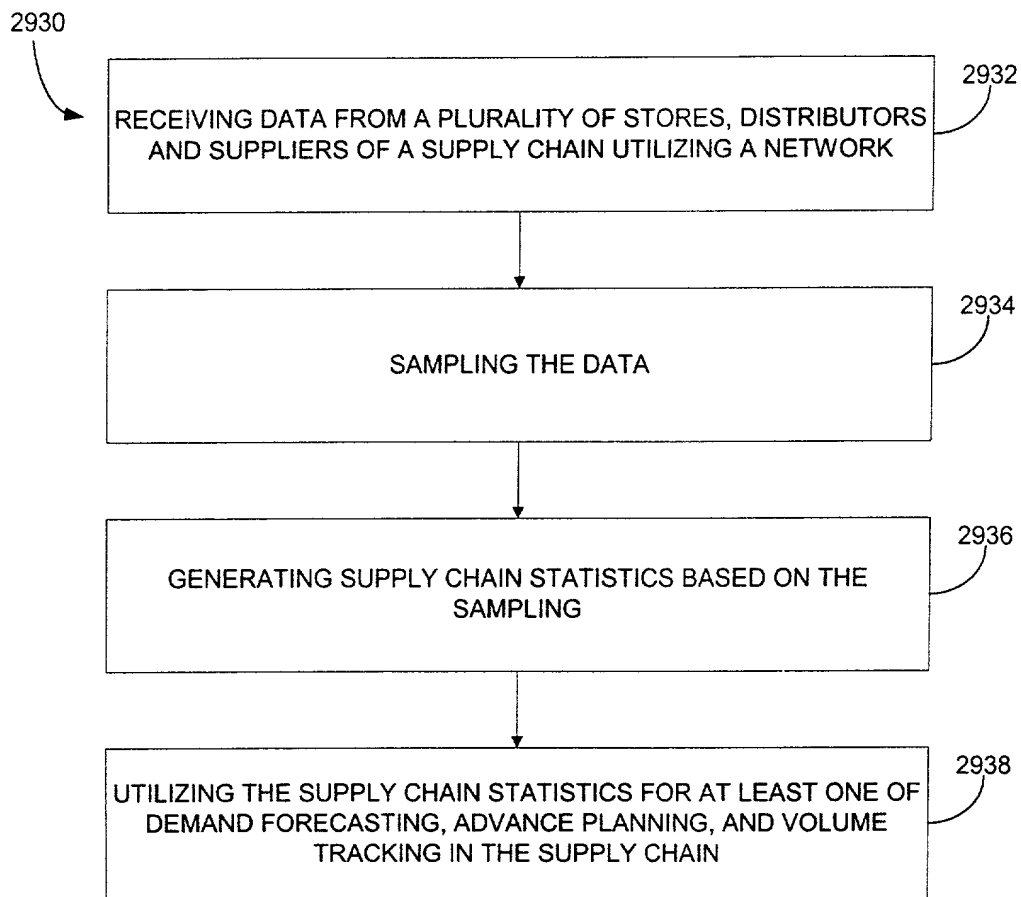 2930
2932
RECEIVING DATA FROM A PLURALITY OF STORES, DISTRIBUTORS
AND SUPPLIERS OF A SUPPLY CHAIN UTILIZING A NETWORK
2934
SAMPLING THE DATA
2936
GENERATING SUPPLY CHAIN STATISTICS BASED ON THE
SAMPLING
2938
UTILIZING THE SUPPLY CHAIN STATISTICS FOR AT LEAST ONE OF
DEMAND FORECASTING, ADVANCE PLANNING, AND VOLUME
TRACKING IN THE SUPPLY CHAIN